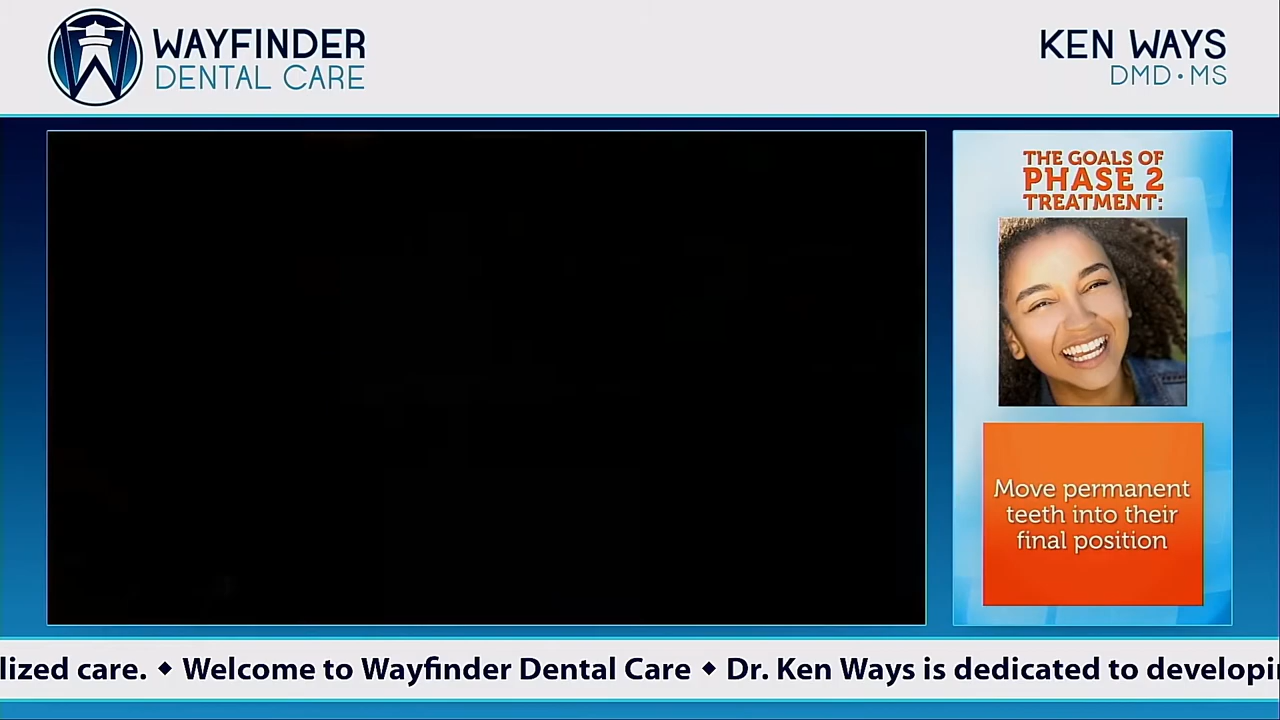 WAYFINDER
DENTAL CARE
KEN WAYS
DMD • MS
THE GOALS OF
PHASE 2
TREATMENT:
Move permanent
teeth into their
final position
lized care. ◆ Welcome to Wayfinder Dental Care ◆ Dr. Ken Ways is dedicated to developi